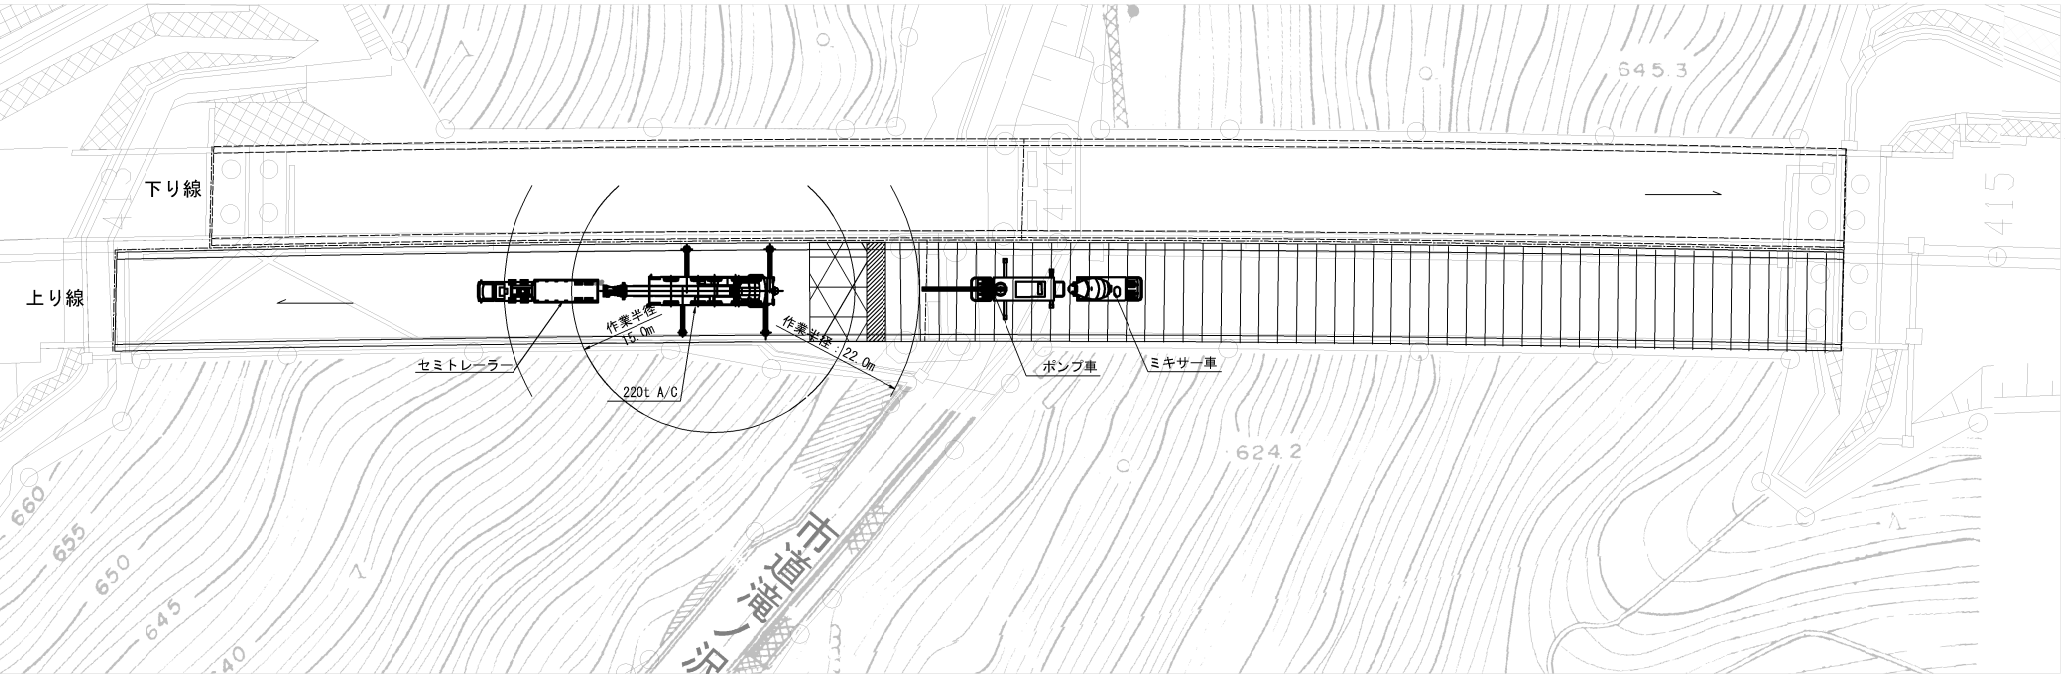 645.3
下り線
413
414
415
上り線
作業半径
15.0m
作業半径：22.0m
セミトレーラー
220t A/C
ポンプ車
ミキサー車
624.2
660
655
650
645
640
市道滝ノ沢